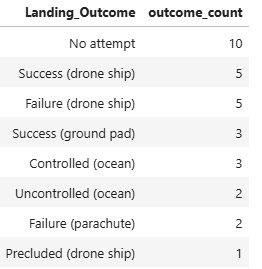 Landing_Outcome outcome_count
No attempt 10
Success (drone ship) 5
Failure (drone ship) 5
Success (ground pad) 3
Controlled (ocean) 3
Uncontrolled (ocean) 2
Failure (parachute) 2
Precluded (drone ship) 1